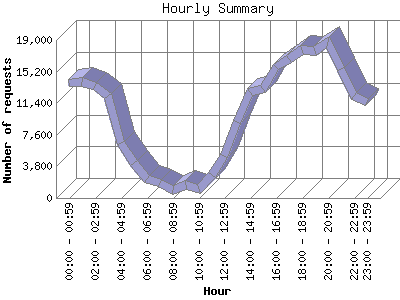 Hourly Summary
19,000
15,200
11,400
7,600
3,800
0
Number of requests
00:00 - 00:59
02:00 - 02:59
04:00 - 04:59
06:00 - 06:59
08:00 - 08:59
10:00 - 10:59
12:00 - 12:59
14:00 - 14:59
16:00 - 16:59
18:00 - 18:59
20:00 - 20:59
22:00 - 22:59
23:00 - 23:59
Hour